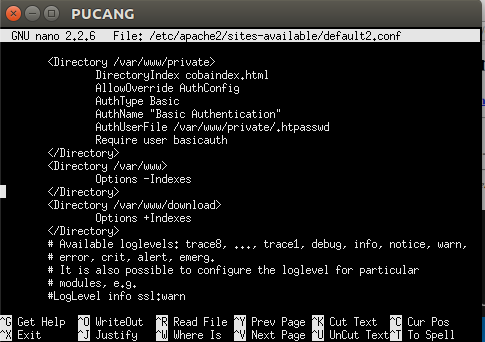 PUCANG
GNU nano 2.2.6 File: /etc/apache2/sites-available/default2.conf
<Directory /var/www/private>
DirectoryIndex cobaindex.html
AllowOverride AuthConfig
AuthType Basic
AuthName "Basic Authentication"
AuthUserFile /var/www/private/.htpasswd
Require user basicauth
</Directory>
<Directory /var/www>
Options -Indexes
</Directory>
<Directory /var/www/download>
Options +Indexes
</Directory>
# Available loglevels: trace8, ..., trace1, debug, info, notice, warn,
# error, crit, alert, emerg.
# It is also possible to configure the loglevel for particular
# modules, e.g.
#LogLevel info ssl:warn
^G Get Help ^O WriteOut ^R Read File ^Y Prev Page ^K Cut Text ^C Cur Pos
^X Exit ^J Justify ^W Where Is ^V Next Page ^U UnCut Text ^T To Spell